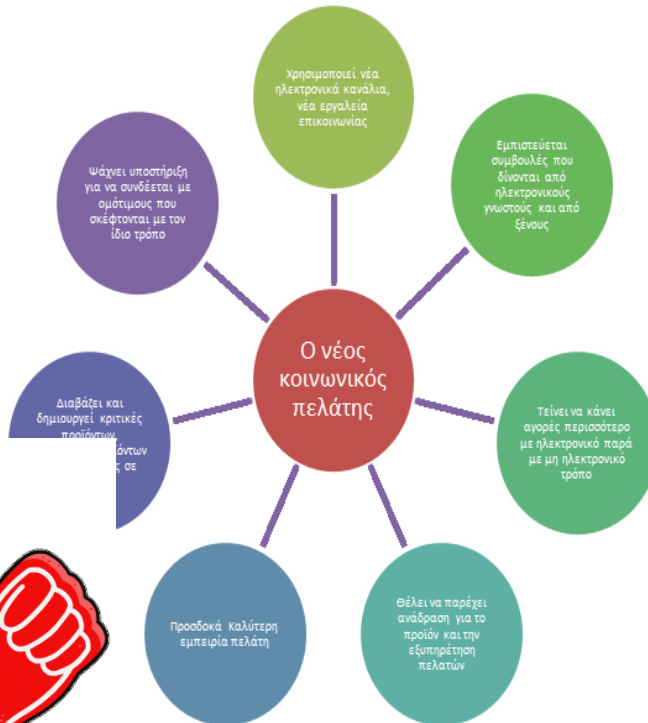 Χρησιμοποιεί νέα
ηλεκτρονικά κανάλια,
νέα εργαλεία
επικοινωνίας
Εμπιστεύεται
συμβουλές που
δίνονται από
ηλεκτρονικούς
γνωστούς και από
ξένους
Τείνει να κάνει
αγορές περισσότερο
με ηλεκτρονικό παρά
με μη ηλεκτρονικό
τρόπο
Θέλει να παρέχει
ανάδραση για το
προϊόν και την
εξυπηρέτηση
πελατών
Προσδοκά Καλύτερη
εμπειρία πελάτη
Διαβάζει και
δημιουργεί κριτικές
προϊόντων
σε
Ψάχνει υποστήριξη
για να συνδέεται με
ομότιμους που
σκέφτονται με τον
ίδιο τρόπο
Ο νέος
κοινωνικός
πελάτης